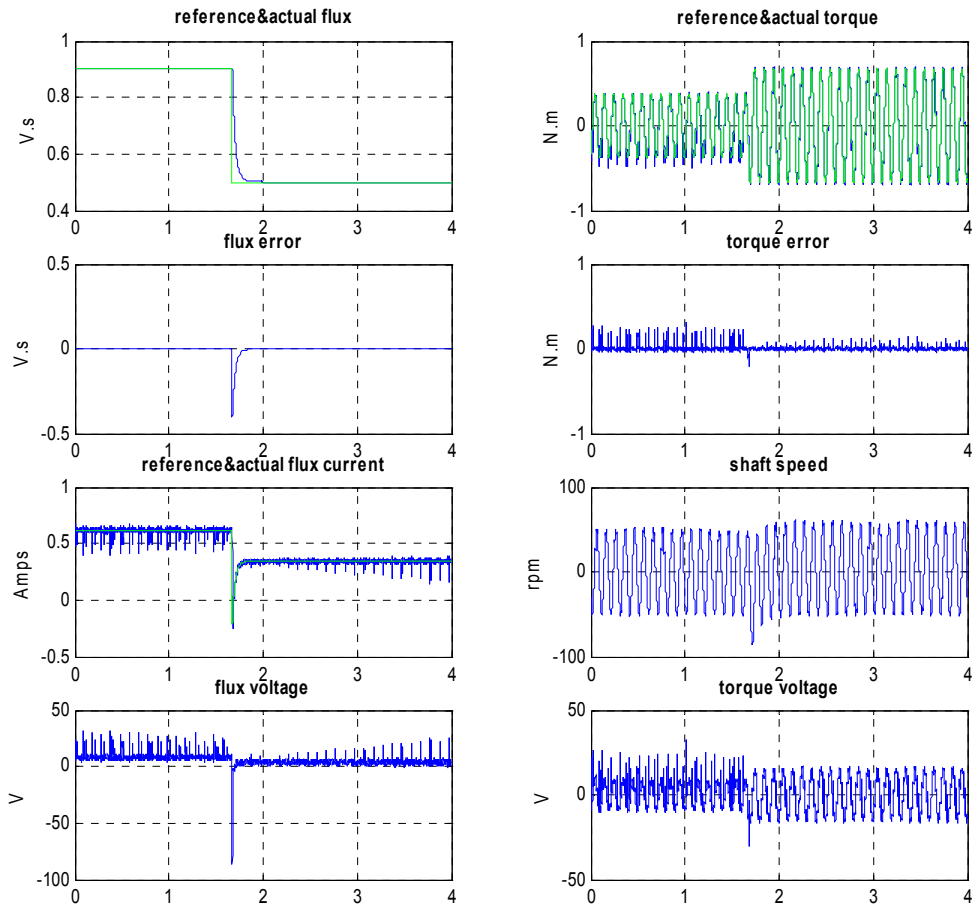 reference&actual flux
1
0.8
0.6
0.4
V.s
0 1 2 3 4
reference&actual torque
1
0
-1
N.m
0 1 2 3 4
flux error
0.5
0
-0.5
V.s
0 1 2 3 4
torque error
1
0
-1
N.m
0 1 2 3 4
reference&actual flux current
1
0.5
0
-0.5
Amps
0 1 2 3 4
shaft speed
100
0
-100
rpm
0 1 2 3 4
flux voltage
50
0
-50
-100
V
0 1 2 3 4
torque voltage
50
0
-50
V
0 1 2 3 4